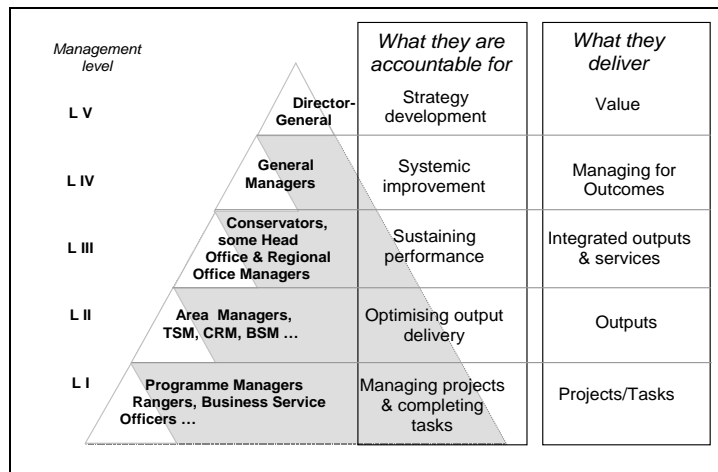 Management
level
What they are
accountable for
What they
deliver
L V
Director-
General
Strategy
development
Value
L IV
General
Managers
Systemic
improvement
Managing for
Outcomes
L III
Conservators,
some Head
Office & Regional
Office Managers
Sustaining
performance
Integrated outputs
& services
L II
Area Managers,
TSM, CRM, BSM ...
Optimising output
delivery
Outputs
L I
Programme Managers
Rangers, Business Service
Officers ...
Managing projects
& completing
tasks
Projects/Tasks